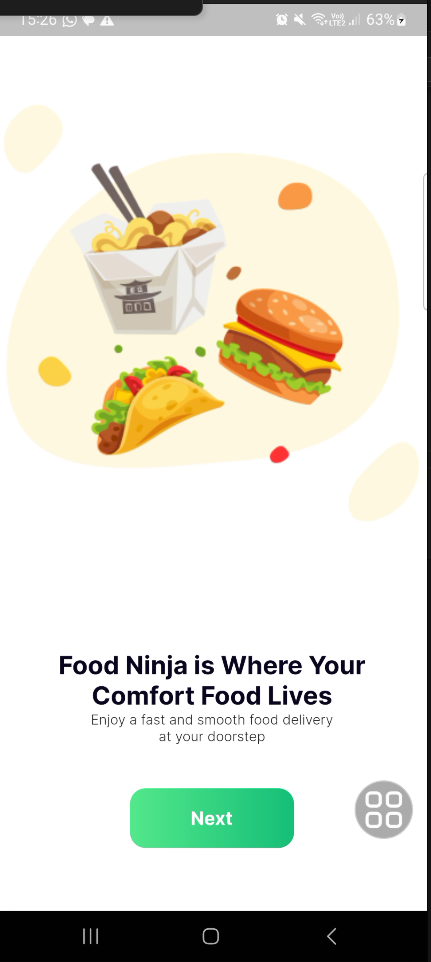 15:26 Vo)) LTE2 63%
Food Ninja is Where Your
Comfort Food Lives
Enjoy a fast and smooth food delivery
at your doorstep
Next